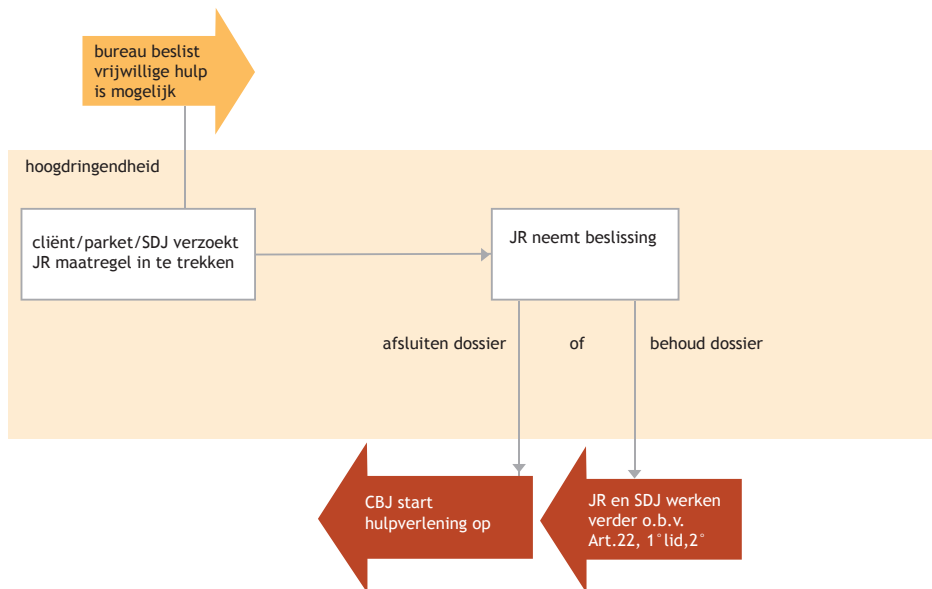 bureau beslist
vrijwillige hulp
is mogelijk
hoogdringendheid
cliënt/parket/SDJ verzoekt
JR maatregel in te trekken
JR neemt beslissing
afsluiten dossier
of
behoud dossier
CBJ start
hulpverlening op
JR en SDJ werken
verder o.b.v.
Art.22, 1°lid,2°